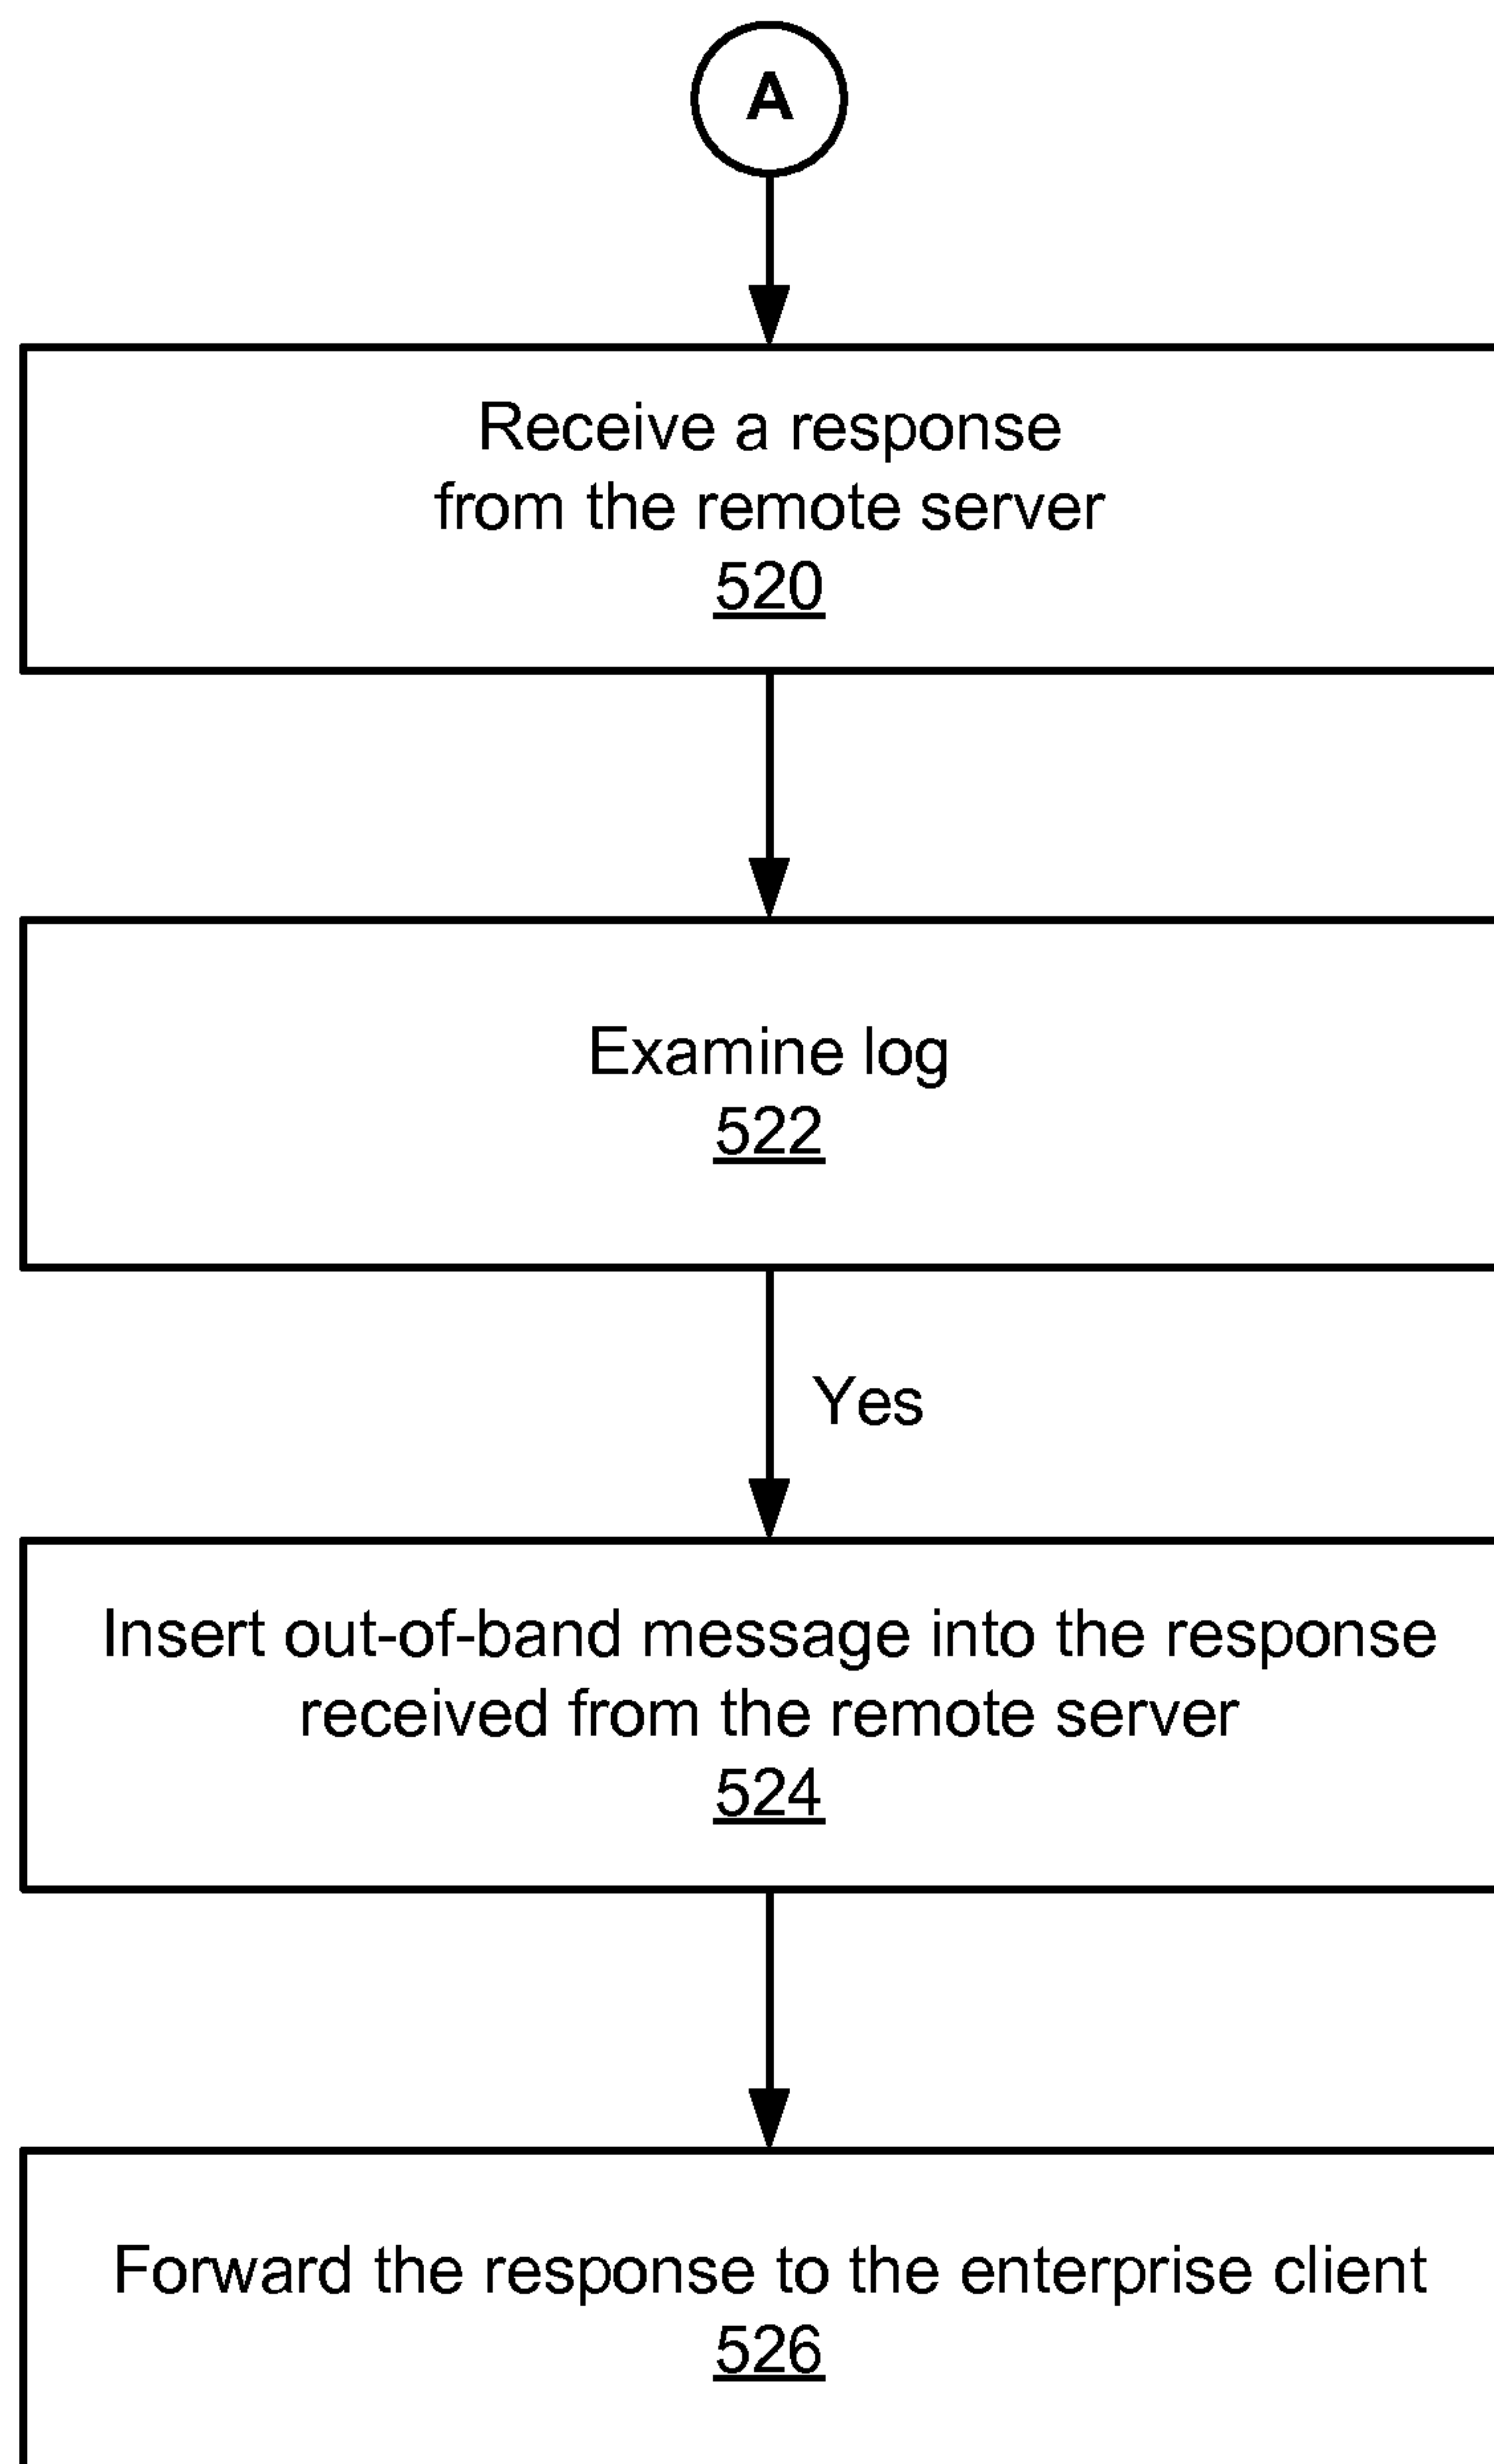 A
Receive a response
from the remote server
520
Examine log
522
Yes
Insert out-of-band message into the response
received from the remote server
524
Forward the response to the enterprise client
526